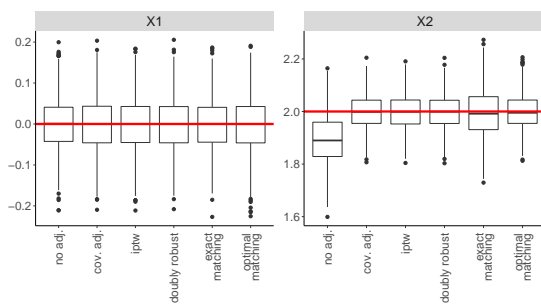 X1
X2
0.2
0.1
0.0
−0.1
−0.2
2.2
2.0
1.8
1.6
no adj.
cov. adj.
iptw
doubly robust
exact
matching
optimal
matching
no adj.
cov. adj.
iptw
doubly robust
exact
matching
optimal
matching